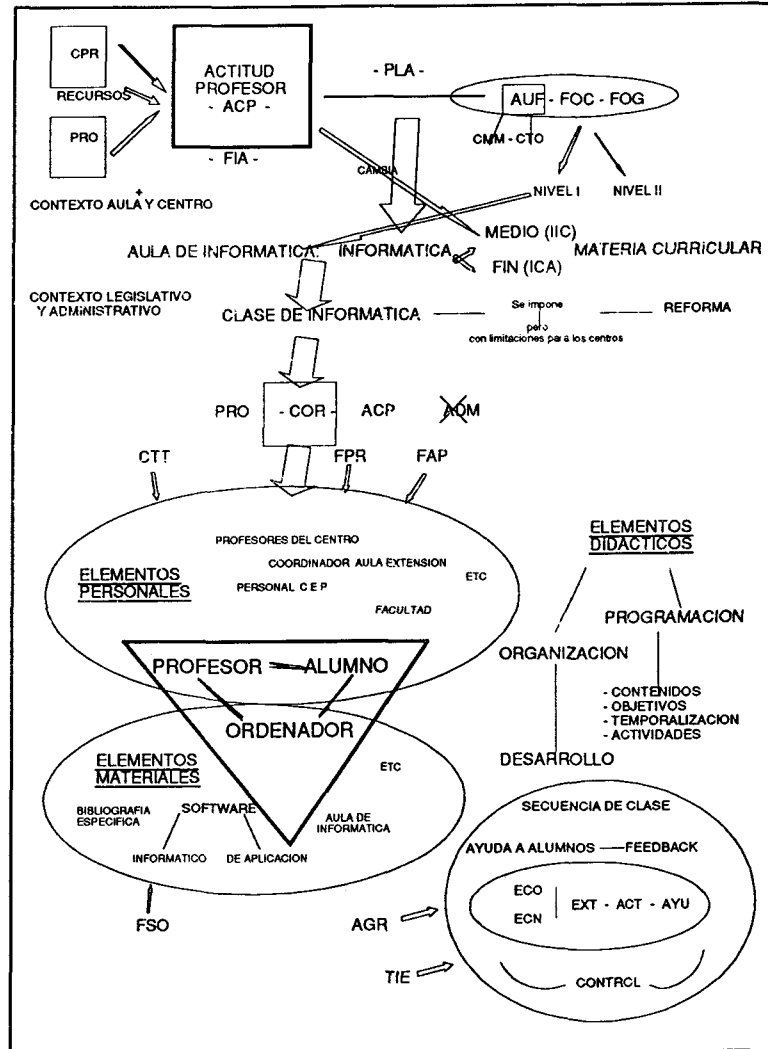 CPR
RECURSOS
PRO
ACTITUD
PROFESOR
- ACP -
- FIA -
- PLA -
AUF - FOC - FOG
CMM - CTO
CAMBIA
NIVEL I
NIVEL II
+
CONTEXTO AULA Y CENTRO
AULA DE INFORMATICA.
INFORMATICA
MEDIO (IIC)
FIN (ICA)
MATERIA CURRICULAR
CONTEXTO LEGISLATIVO
Y ADMINISTRATIVO
CLASE DE INFORMATICA
Se impone
pero
con limitaciones para los centros
REFORMA
PRO
- COR -
ACP
ADM
CTT
FPR
FAP
PROFESORES DEL CENTRO
COORDINADOR AULA EXTENSION
ELEMENTOS
PERSONALES
PERSONAL C E P
ETC
FACULTAD
PROFESOR
ALUMNO
ORDENADOR
ELEMENTOS
MATERIALES
ETC
BIBLIOGRAFIA
ESPECIFICA
SOFTWARE
AULA DE
INFORMATICA
INFORMATICO
DE APLICACION
FSO
ELEMENTOS
DIDACTICOS
PROGRAMACION
ORGANIZACION
- CONTENIDOS
- OBJETIVOS
- TEMPORALIZACION
- ACTIVIDADES
DESARROLLO
SECUENCIA DE CLASE
AYUDA A ALUMNOS
FEEDBACK
ECO
ECN
EXT - ACT - AYU
AGR
TIE
CONTROL